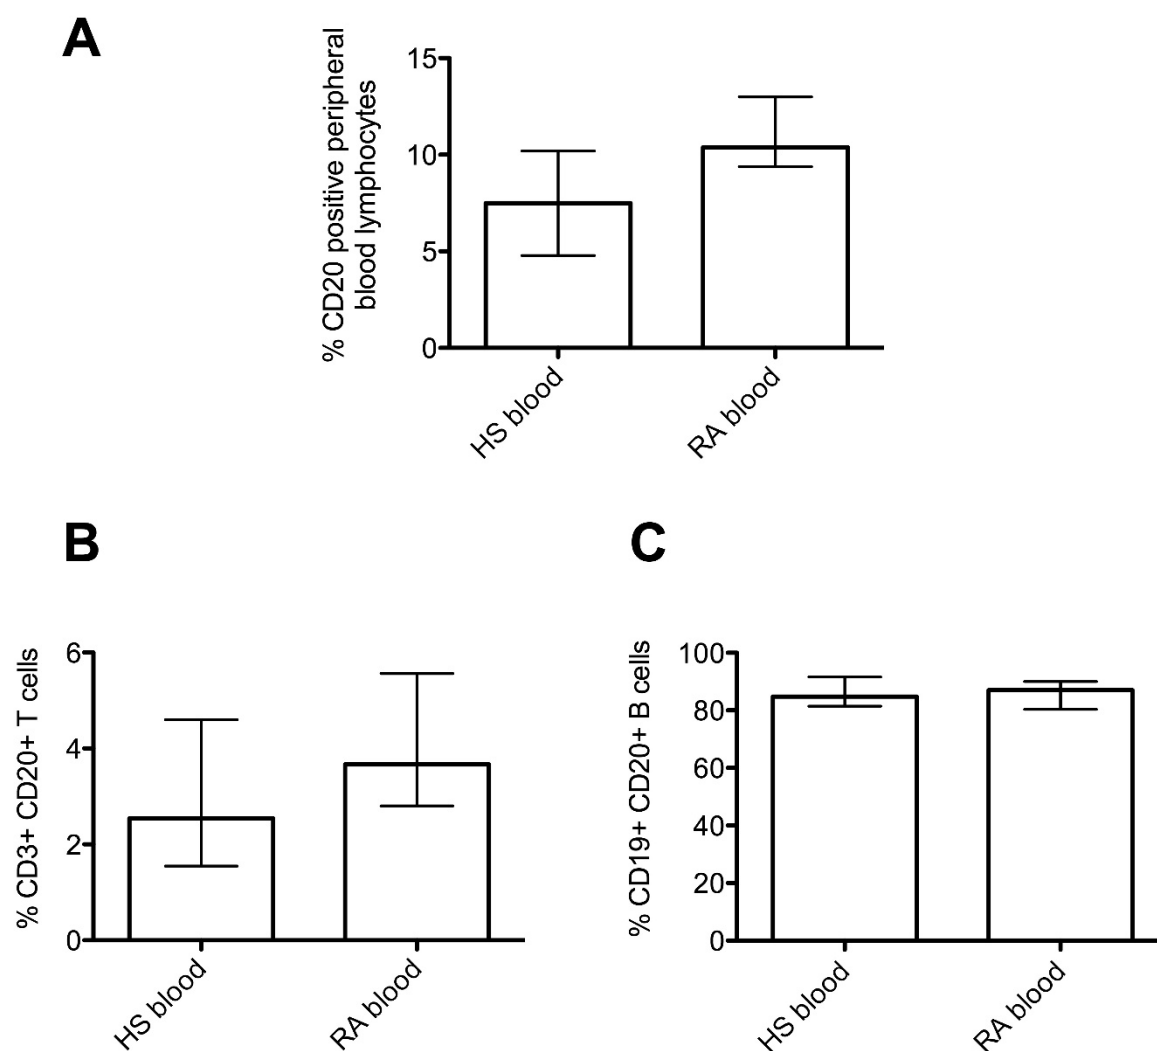 A
% CD20 positive peripheral
blood lymphocytes
15
10
5
0
HS blood
RA blood
B
% CD3+ CD20+ T cells
6
4
2
0
HS blood
RA blood
C
% CD19+ CD20+ B cells
100
80
60
40
20
0
HS blood
RA blood